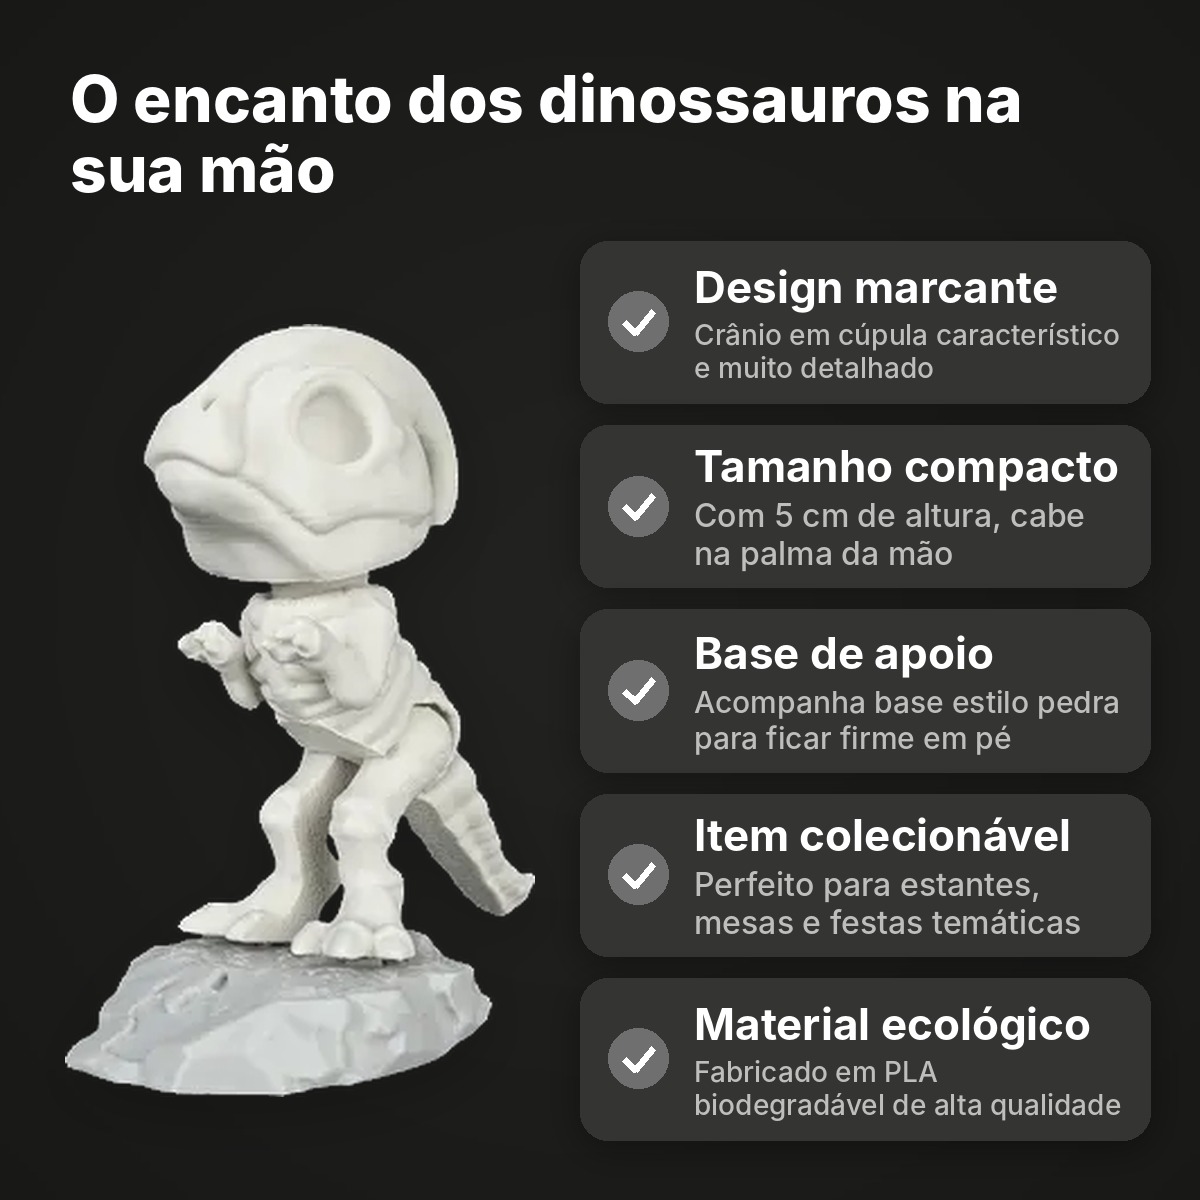 O encanto dos dinossauros na
sua mão
Design marcante
Crânio em cúpula característico
e muito detalhado
Tamanho compacto
Com 5 cm de altura, cabe
na palma da mão
Base de apoio
Acompanha base estilo pedra
para ficar firme em pé
Item colecionável
Perfeito para estantes,
mesas e festas temáticas
Material ecológico
Fabricado em PLA
biodegradável de alta qualidade